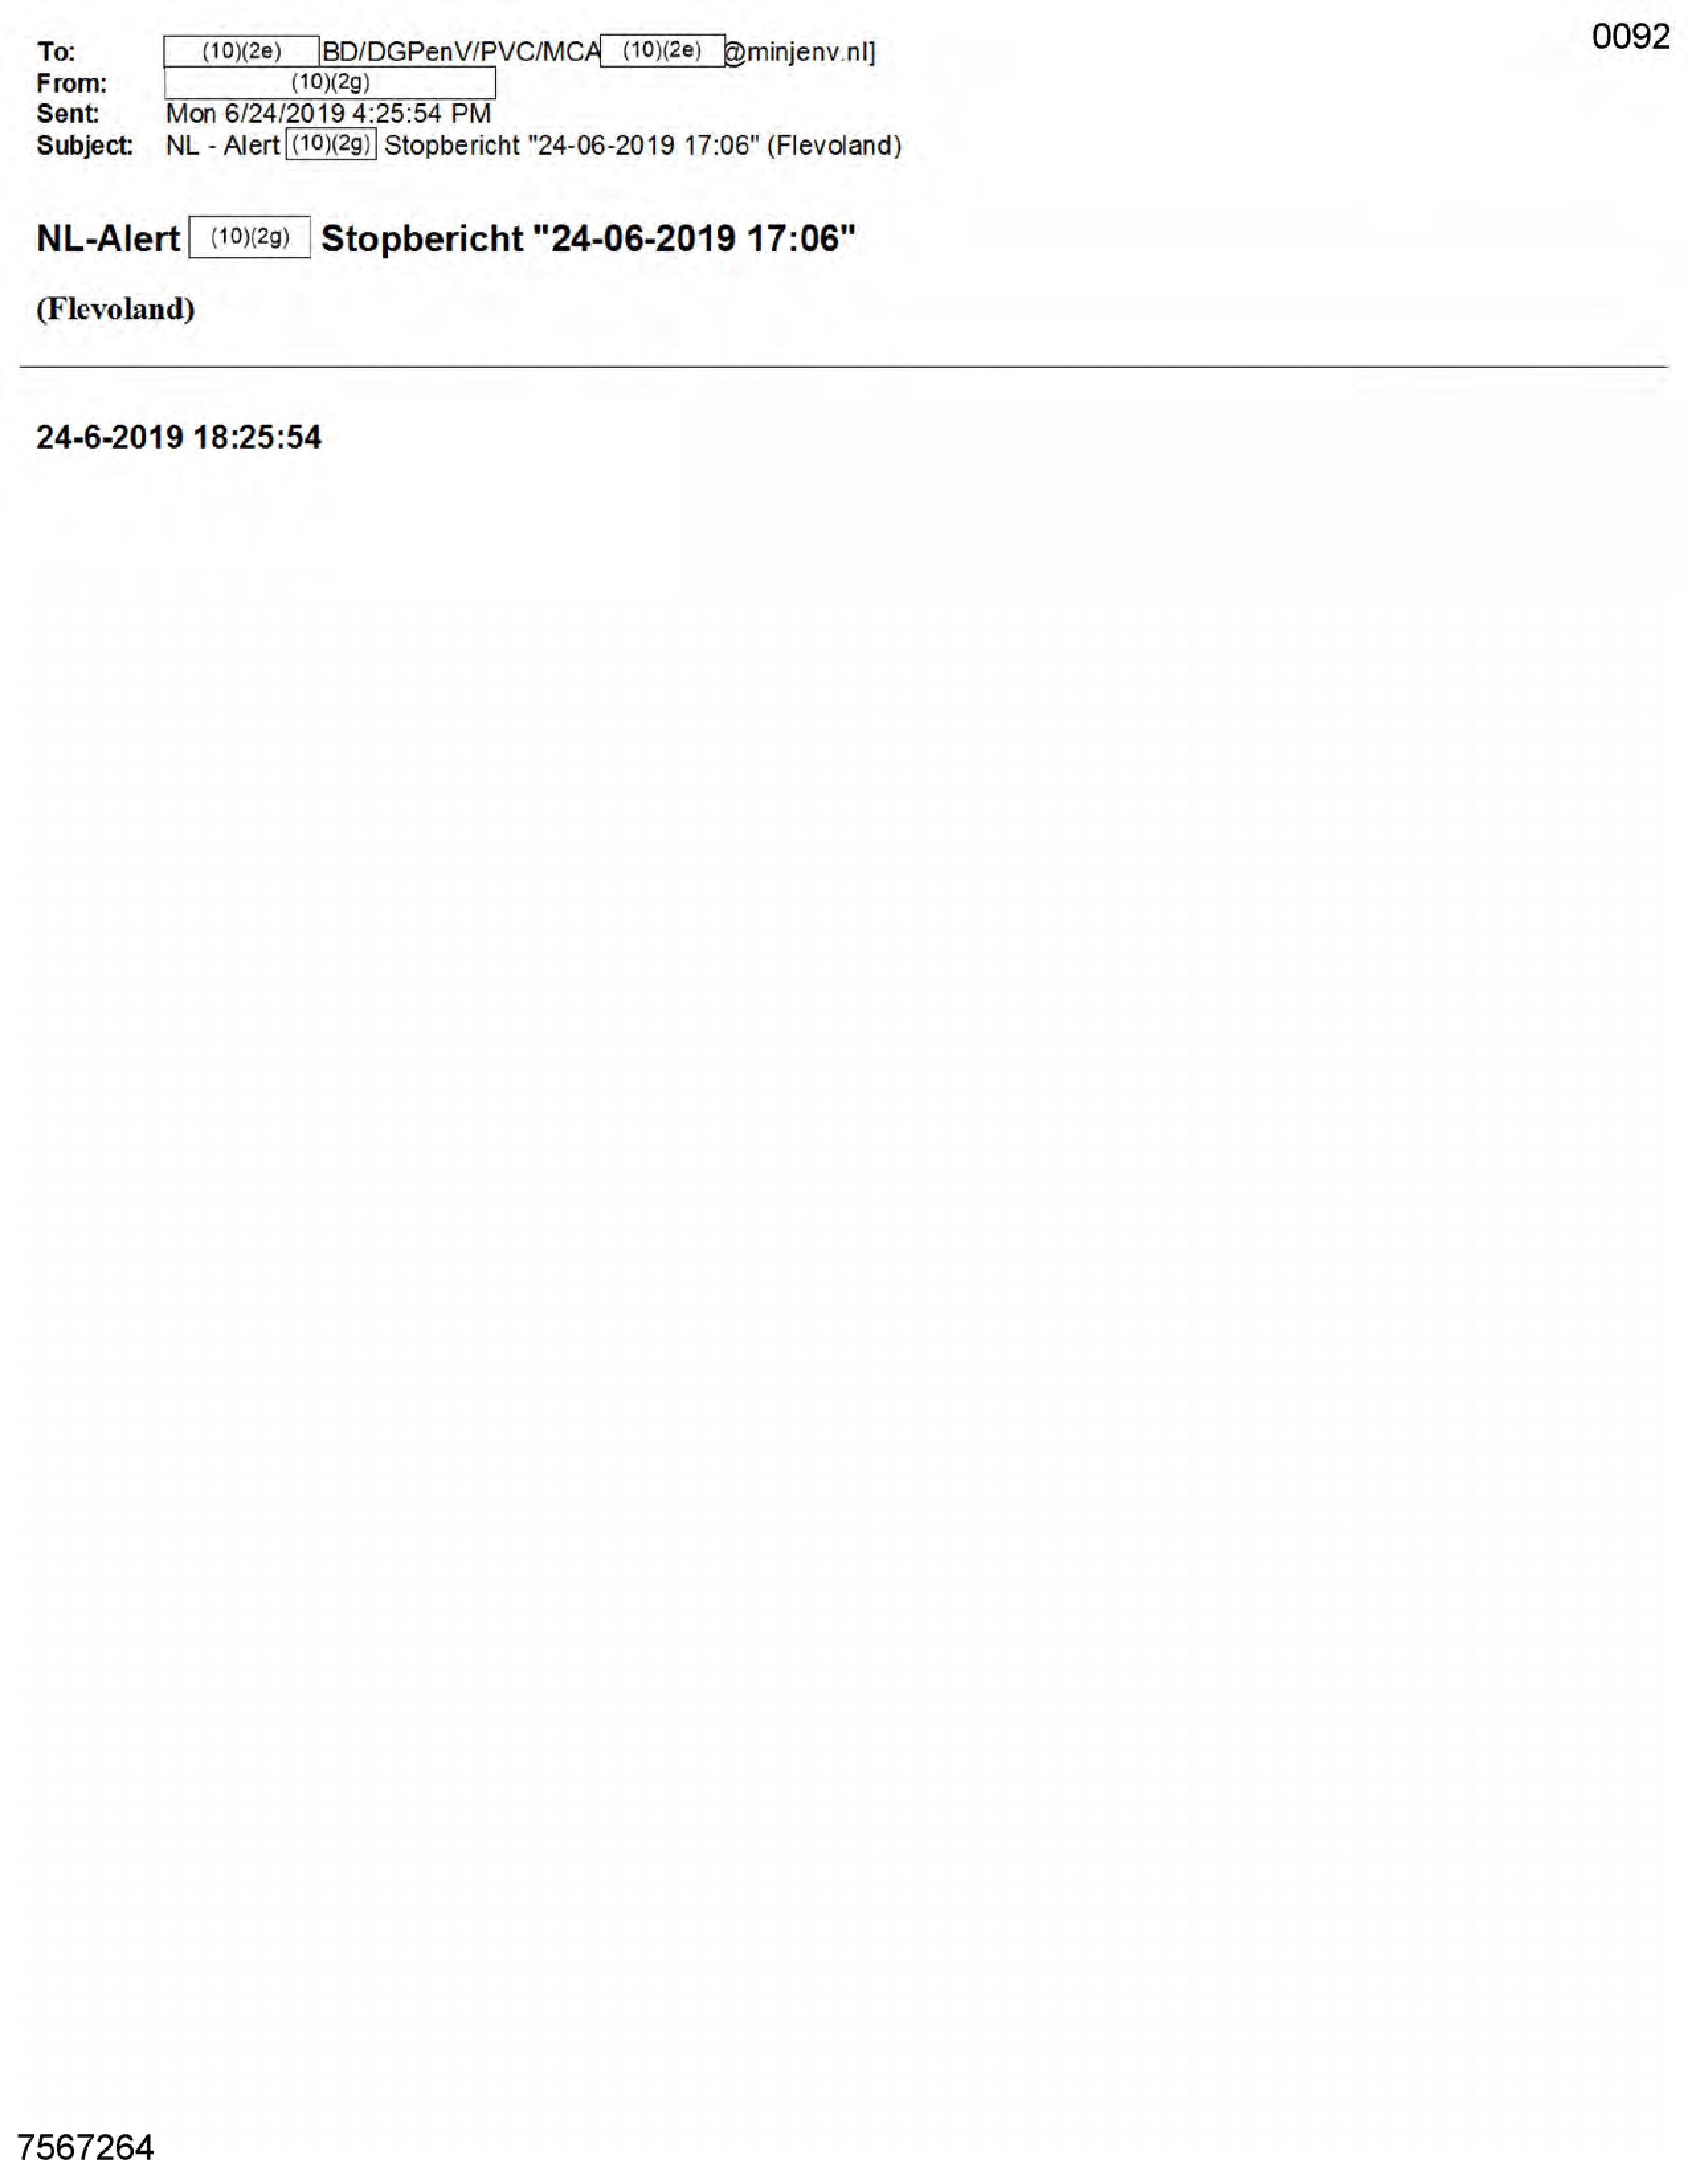 0092
To: (10)(2e) BD/DGPenV/PVC/MCA (10)(2e) @minjenv.nl]
From: (10)(2g)
Sent: Mon 6/24/2019 4:25:54 PM
Subject: NL - Alert (10)(2g) Stopbericht "24-06-2019 17:06" (Flevoland)
NL-Alert (10)(2g) Stopbericht "24-06-2019 17:06"
(Flevoland)
24-6-2019 18:25:54
7567264